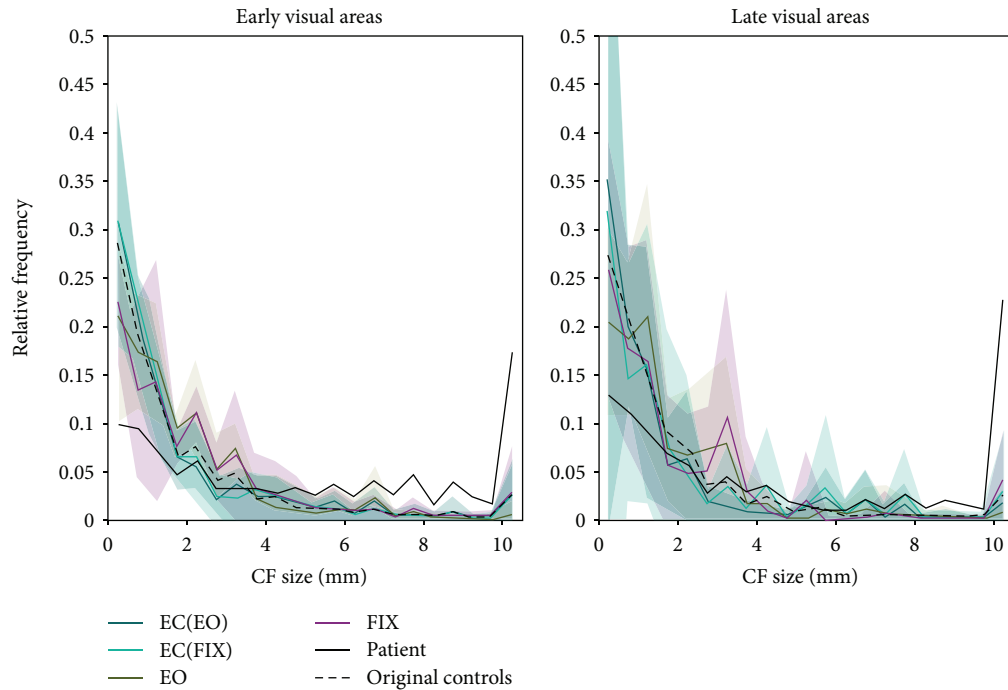 Early visual areas
Late visual areas
Relative frequency
0.5
0.45
0.4
0.35
0.3
0.25
0.2
0.15
0.1
0.05
0
0 2 4 6 8 10
CF size (mm)
0.5
0.45
0.4
0.35
0.3
0.25
0.2
0.15
0.1
0.05
0
0 2 4 6 8 10
CF size (mm)
EC(EO)
EC(FIX)
EO
FIX
Patient
Original controls